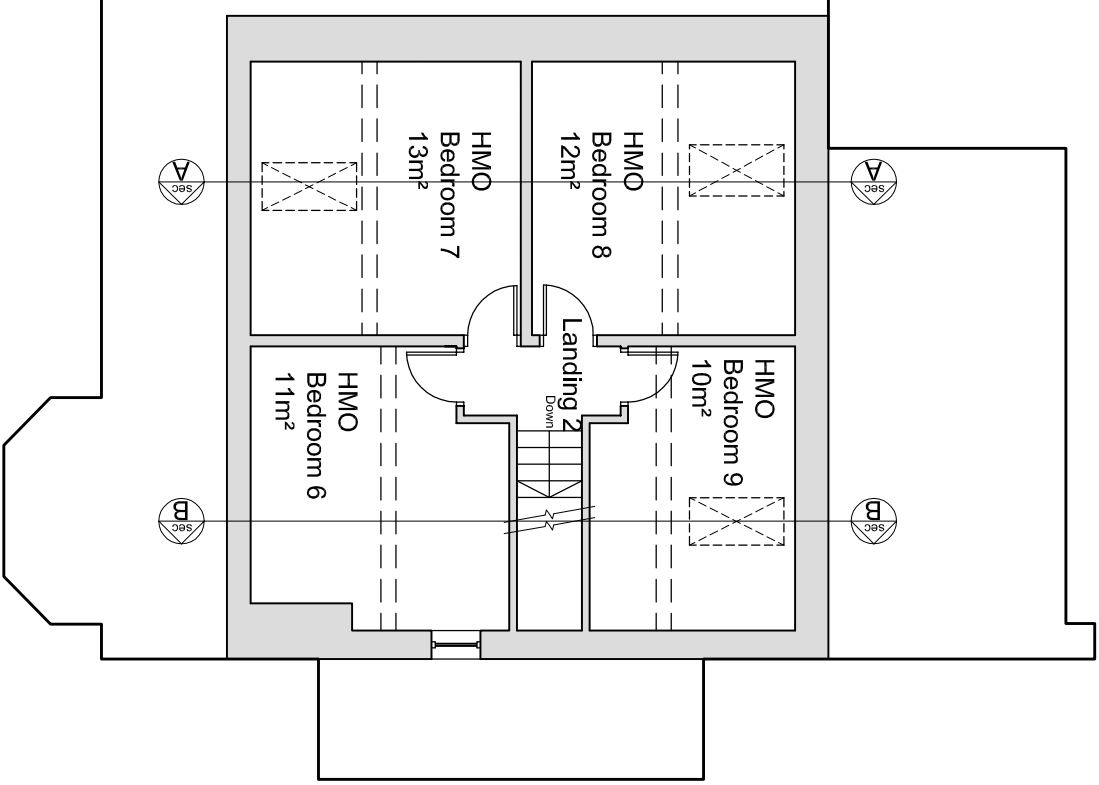 HMO
Bedroom 7
13m²
HMO
Bedroom 8
12m²
Landing 2
Down
HMO
Bedroom 6
11m²
HMO
Bedroom 9
10m²
A
sec
A
sec
B
sec
B
sec